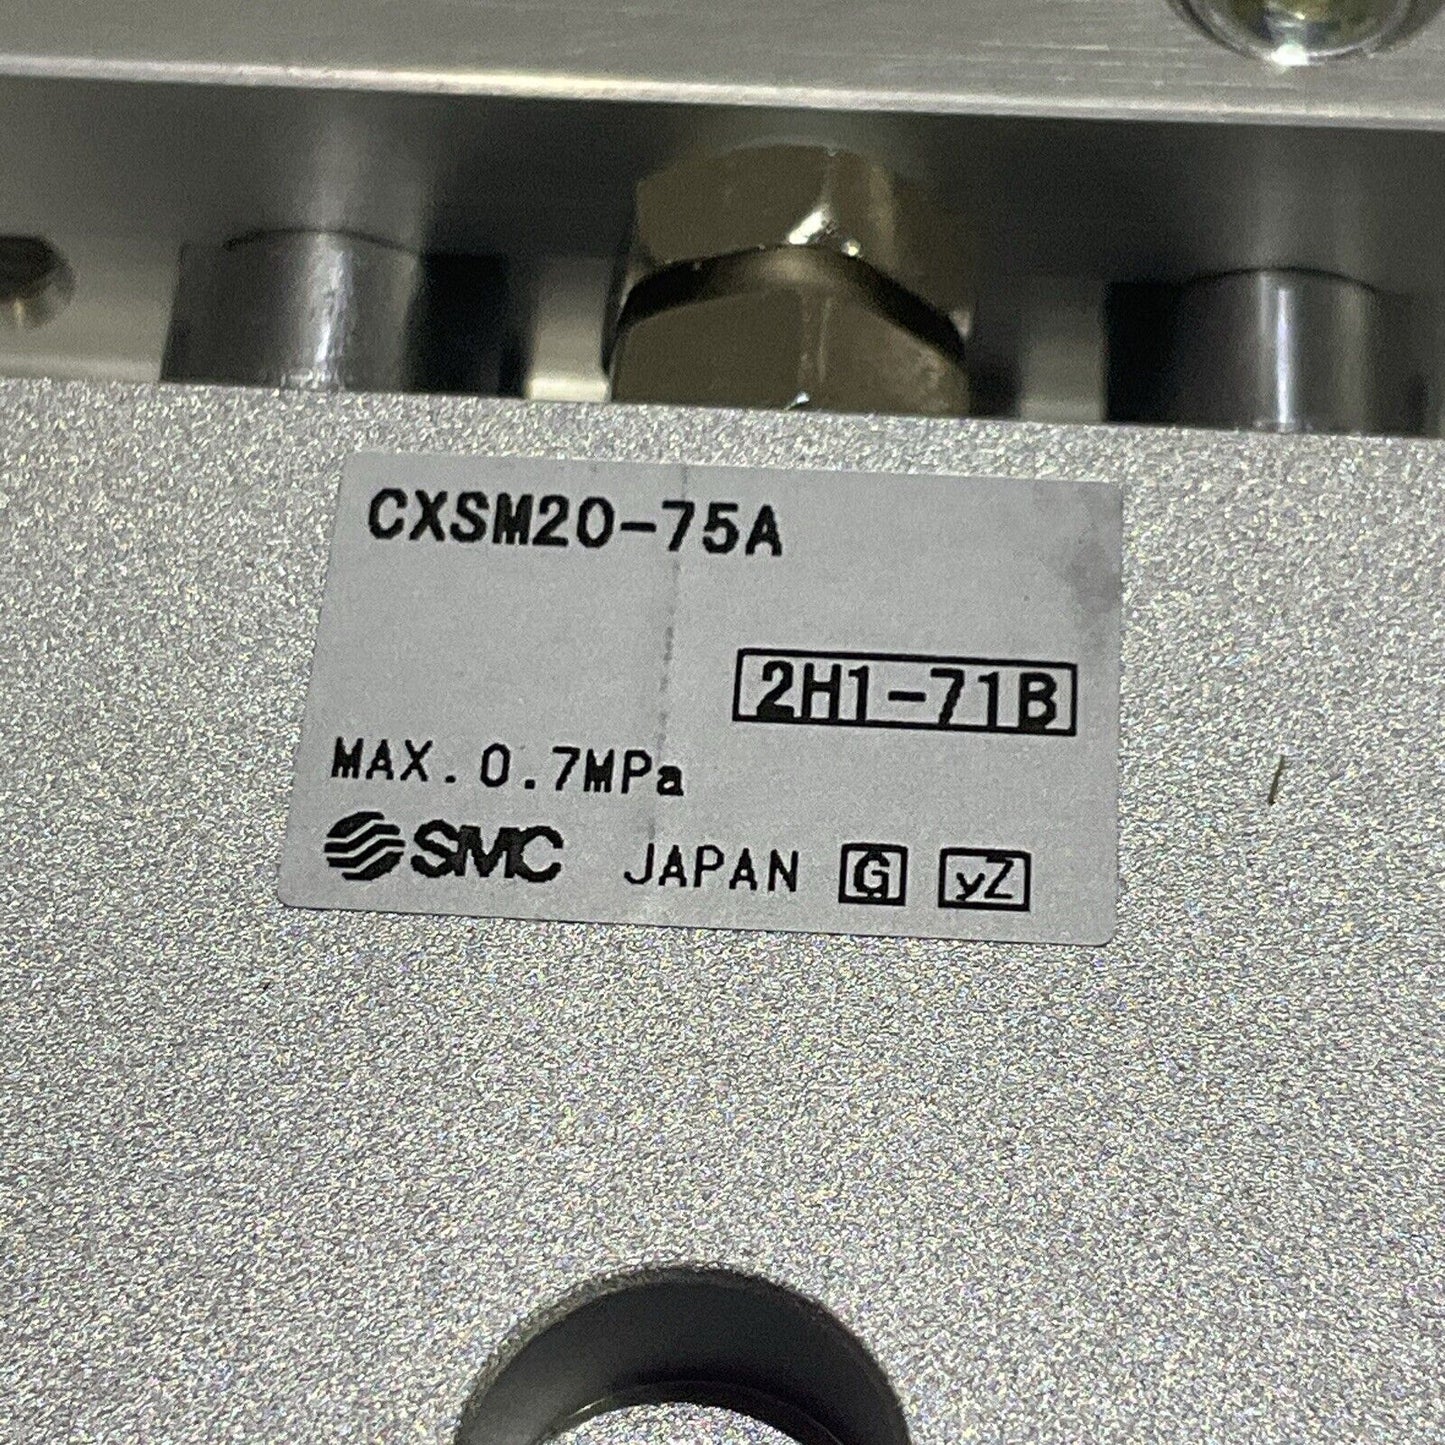 CXSM20-75A
2H1-71B
MAX. 0.7MPa
SMC JAPAN G yZ